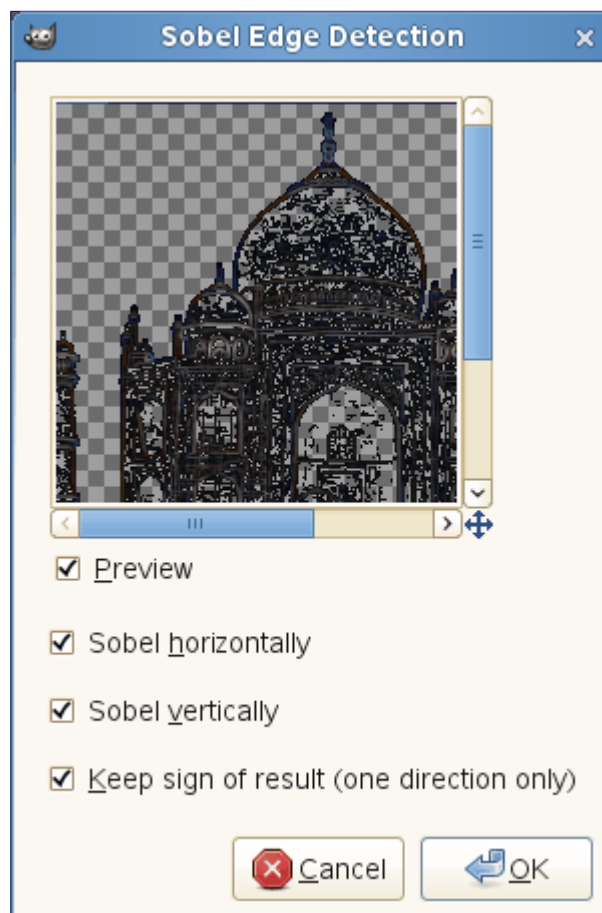 Sobel Edge Detection
Preview
Sobel horizontally
Sobel vertically
Keep sign of result (one direction only)
Cancel OK